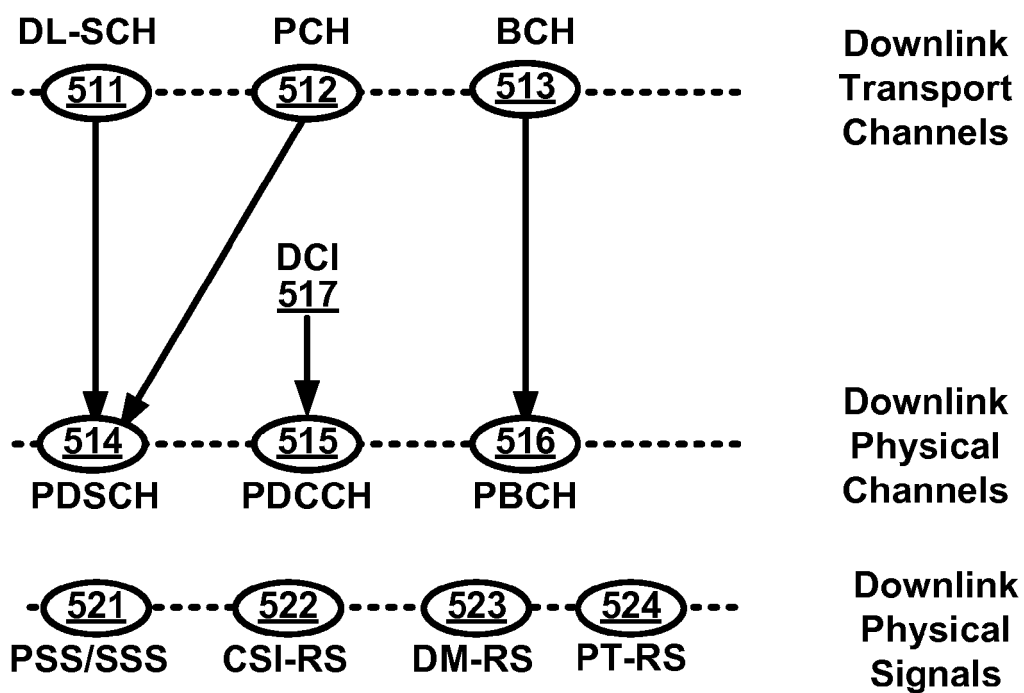 DL-SCH PCH BCH
511 512 513
Downlink
Transport
Channels
DCI
517
514 515 516
PDSCH PDCCH PBCH
Downlink
Physical
Channels
521 522 523 524
PSS/SSS CSI-RS DM-RS PT-RS
Downlink
Physical
Signals